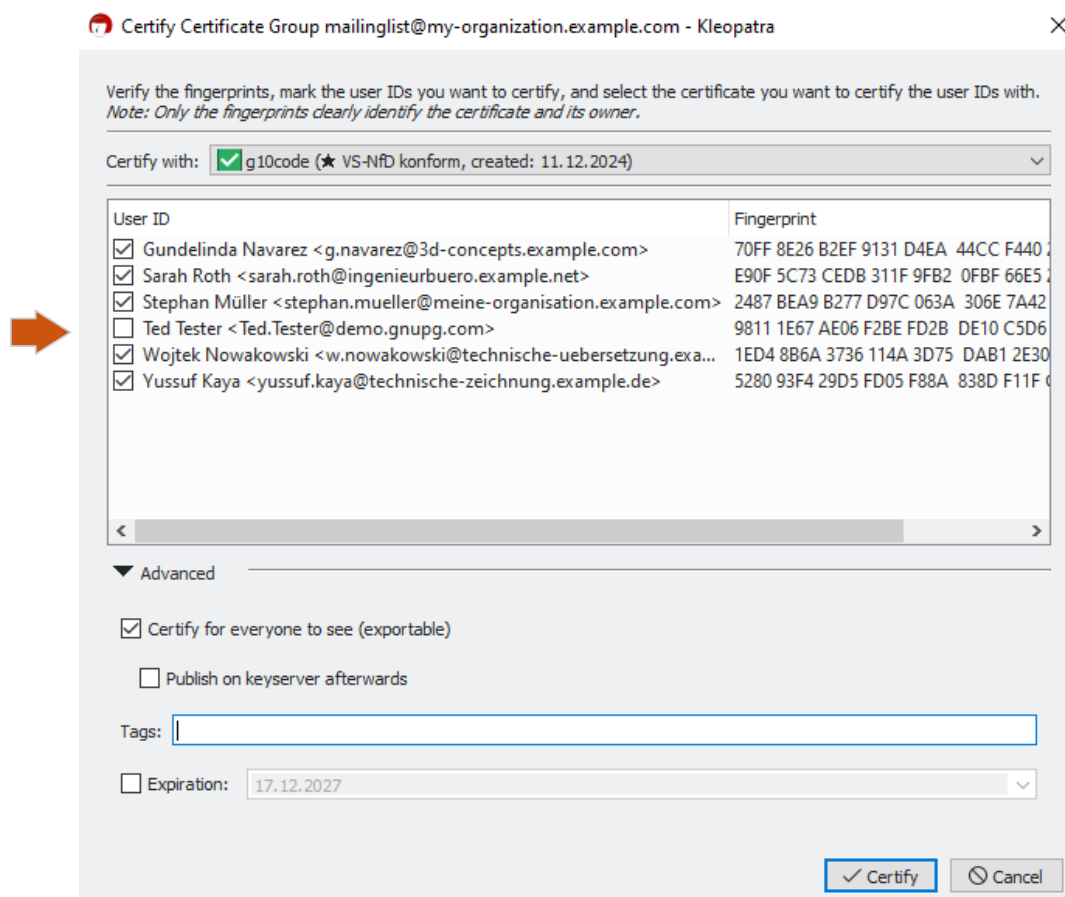 Certify Certificate Group mailinglist@my-organization.example.com - Kleopatra
Verify the fingerprints, mark the user IDs you want to certify, and select the certificate you want to certify the user IDs with.
Note: Only the fingerprints clearly identify the certificate and its owner.
Certify with: g10code (★ VS-NfD konform, created: 11.12.2024)
User ID Fingerprint
Gundelinda Navarez <g.navarez@3d-concepts.example.com> 70FF 8E26 B2EF 9131 D4EA 44CC F440
Sarah Roth <sarah.roth@ingenieurbuero.example.net> E90F 5C73 CEDB 311F 9FB2 0FBF 66E5
Stephan Müller <stephan.mueller@meine-organisation.example.com> 2487 BEA9 B277 D97C 063A 306E 7A42
Ted Tester <Ted.Tester@demo.gnupg.com> 9811 1E67 AE06 F2BE FD2B DE10 C5D6
Wojtek Nowakowski <w.nowakowski@technische-uebersetzung.exa... 1ED4 8B6A 3736 114A 3D75 DAB1 2E30
Yussuf Kaya <yussuf.kaya@technische-zeichnung.example.de> 5280 93F4 29D5 FD05 F88A 838D F11F
Advanced
Certify for everyone to see (exportable)
Publish on keyserver afterwards
Tags:
Expiration: 17.12.2027
Certify Cancel